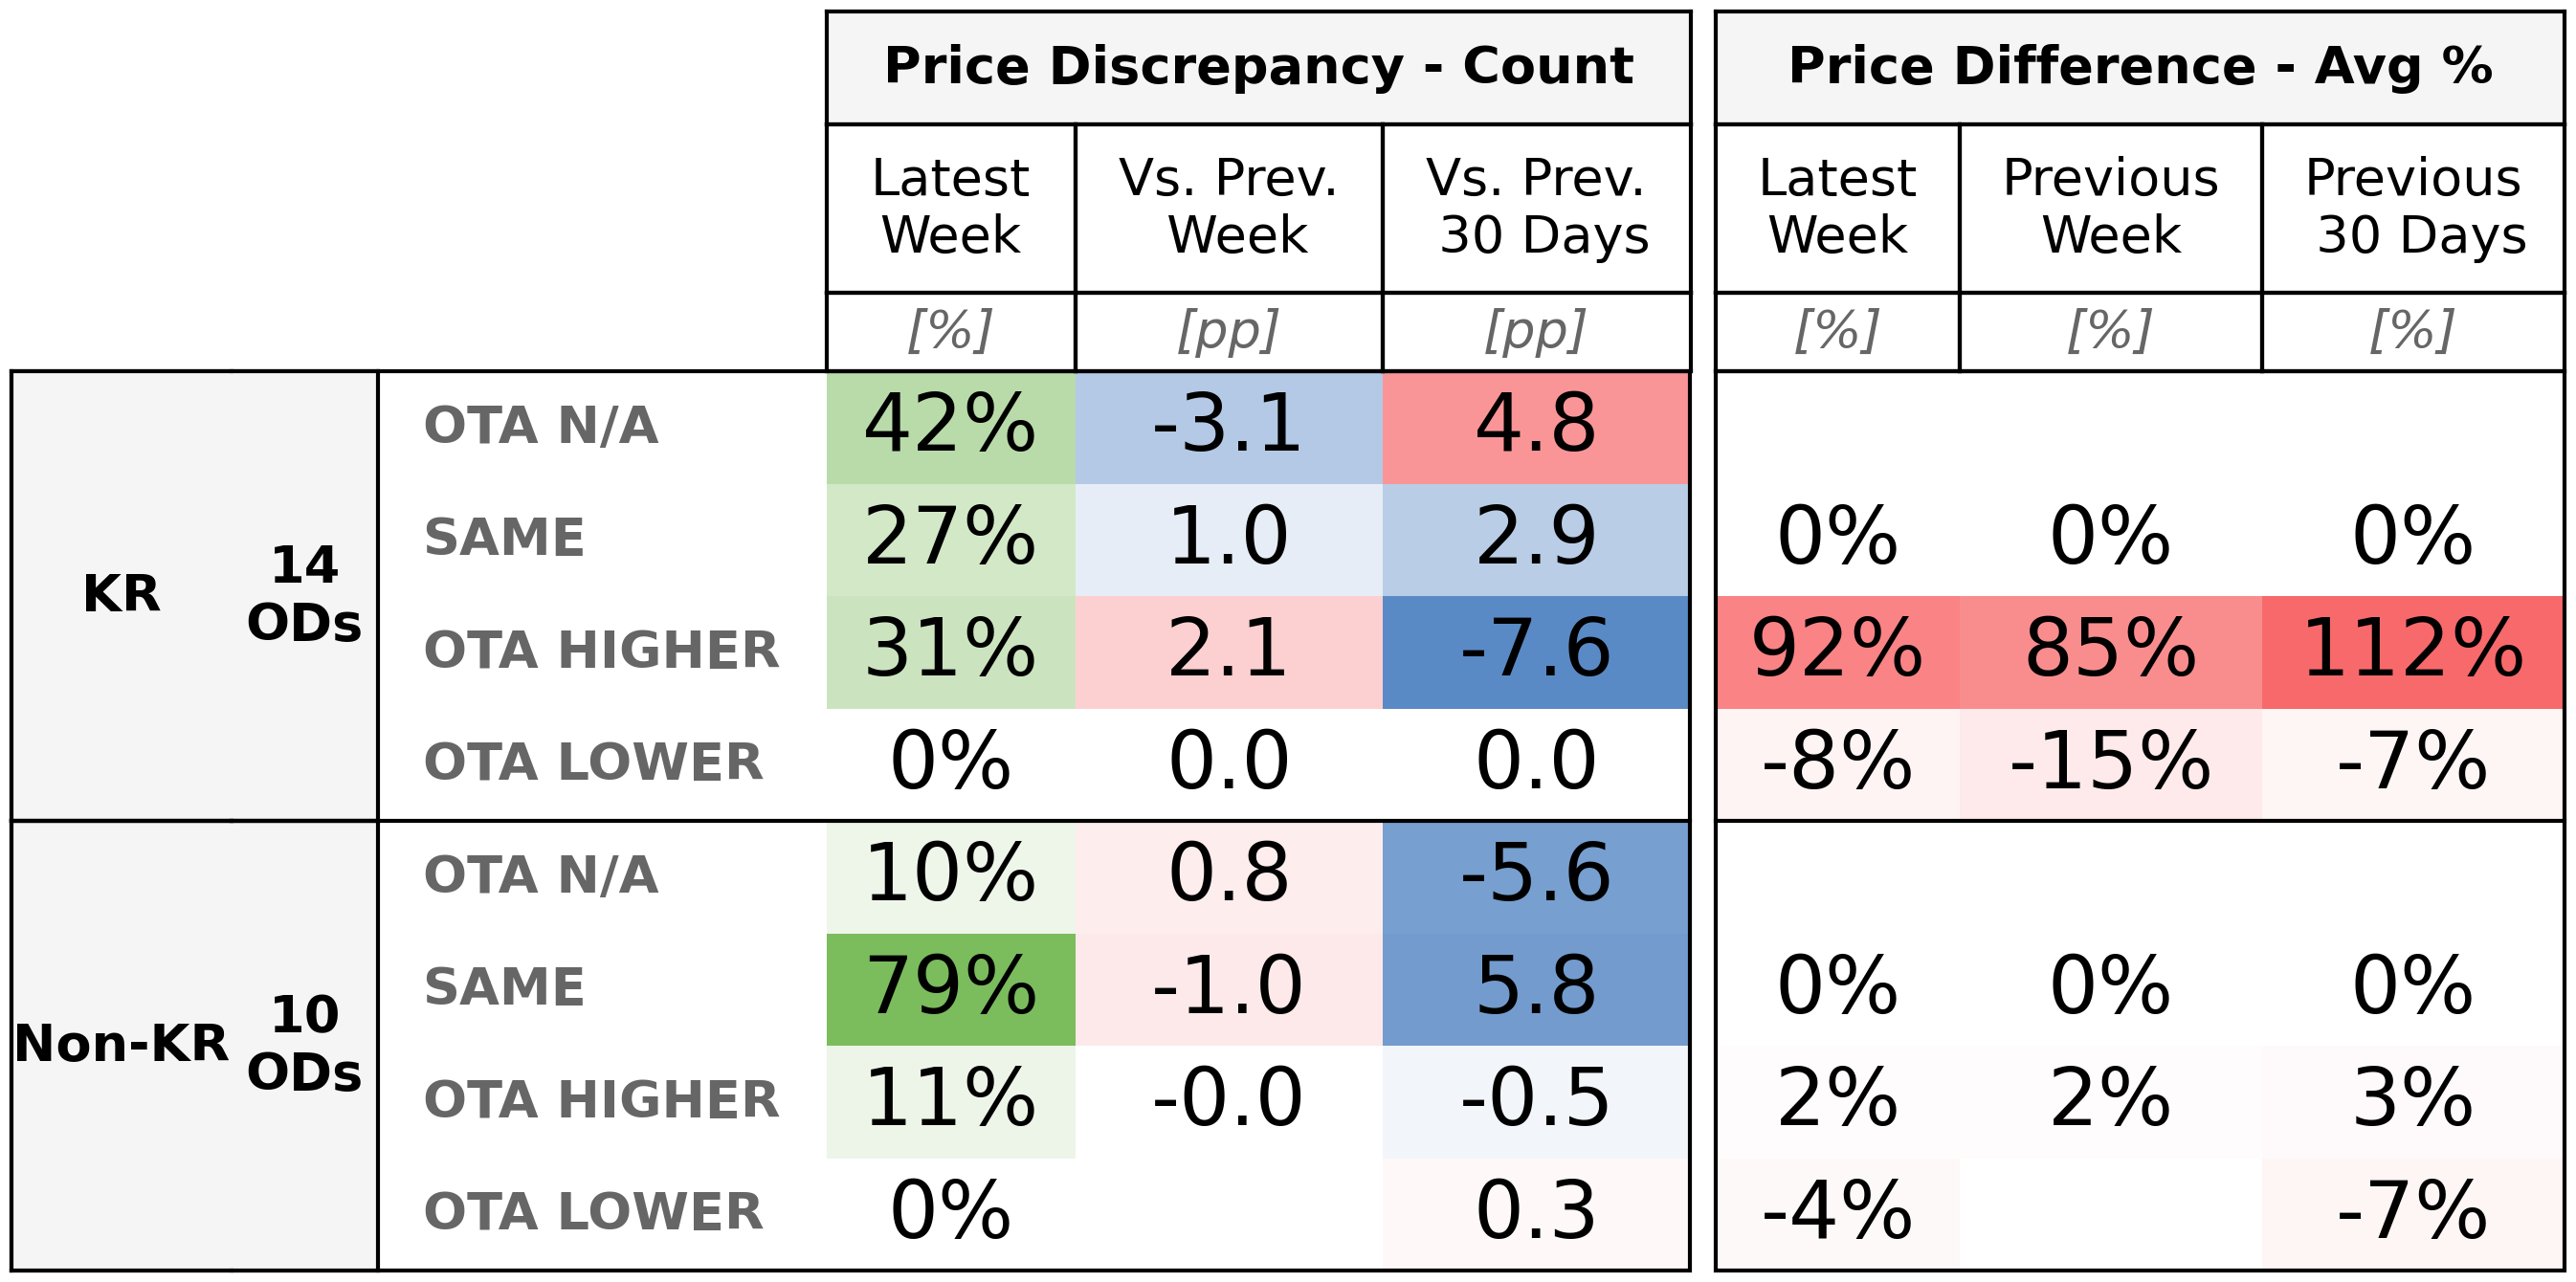 Price Discrepancy - Count
Price Difference - Avg %
Latest Week
Vs. Prev. Week
Vs. Prev. 30 Days
Latest Week
Previous Week
Previous 30 Days
[%] [pp] [pp] [%] [%] [%]
KR
14 ODs
OTA N/A 42% -3.1 4.8
SAME 27% 1.0 2.9 0% 0% 0%
OTA HIGHER 31% 2.1 -7.6 92% 85% 112%
OTA LOWER 0% 0.0 0.0 -8% -15% -7%
Non-KR
10 ODs
OTA N/A 10% 0.8 -5.6
SAME 79% -1.0 5.8 0% 0% 0%
OTA HIGHER 11% -0.0 -0.5 2% 2% 3%
OTA LOWER 0% 0.3 -4% -7%